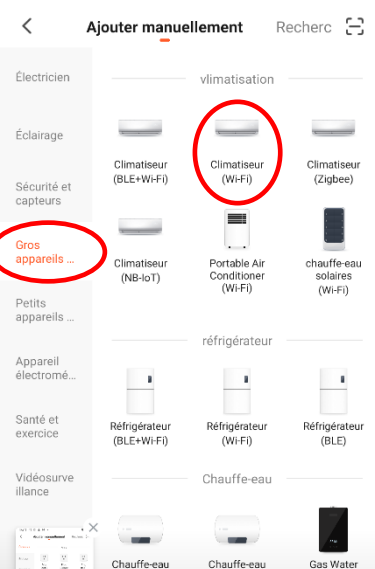 Ajouter manuellement Recherc
Électricien
Éclairage
Sécurité et
capteurs
Gros
appareils ...
Petits
appareils ...
Appareil
électromé...
Santé et
exercice
Vidéosurve
illance
vlimatisation
Climatiseur
(BLE+Wi-Fi)
Climatiseur
(Wi-Fi)
Climatiseur
(Zigbee)
Climatiseur
(NB-IoT)
Portable Air
Conditioner
(Wi-Fi)
chauffe-eau
solaires
(Wi-Fi)
réfrigérateur
Réfrigérateur
(BLE+Wi-Fi)
Réfrigérateur
(Wi-Fi)
Réfrigérateur
(BLE)
Chauffe-eau
Chauffe-eau
Chauffe-eau
Gas Water